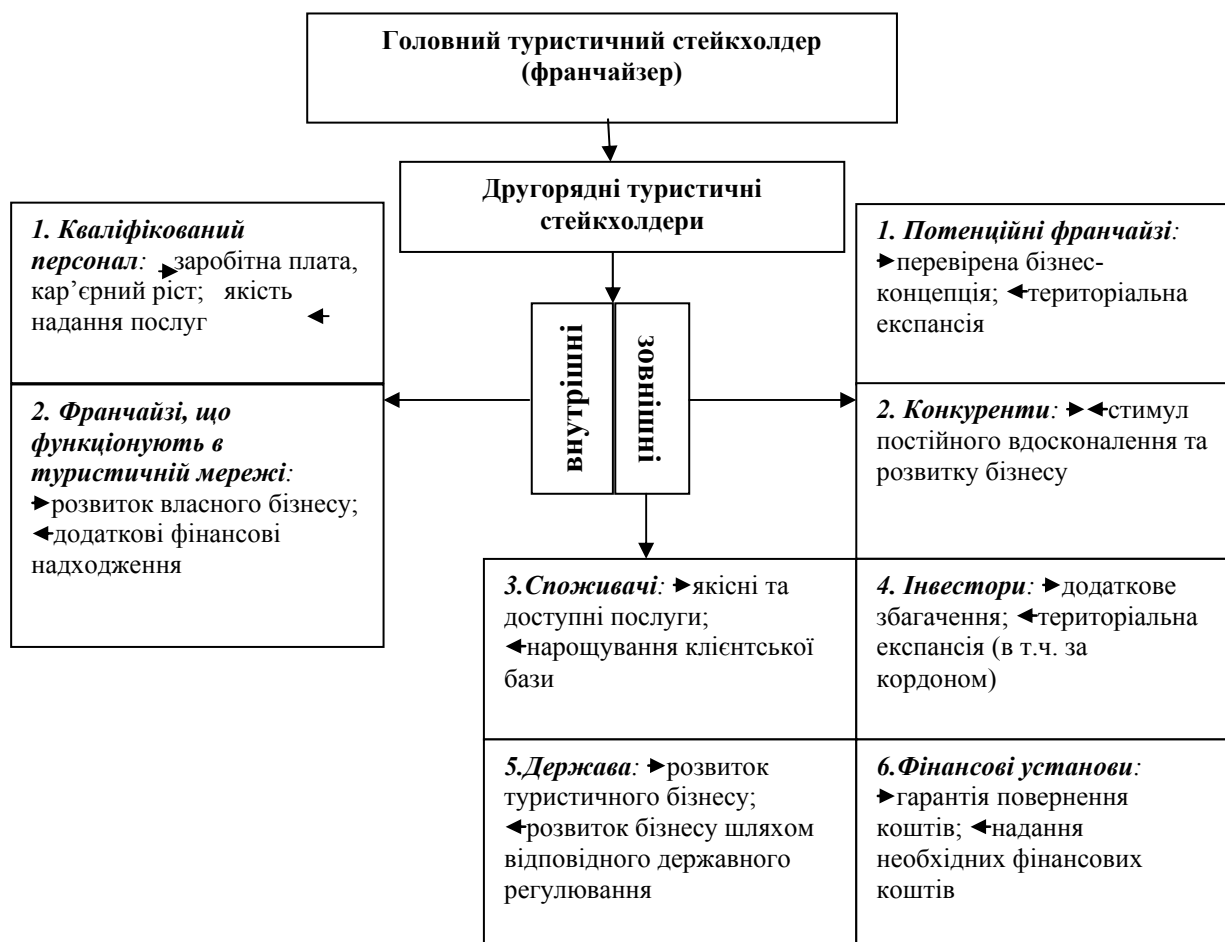 Головний туристичний стейкхолдер
(франчайзер)
Другорядні туристичні
стейкхолдери
1. Кваліфікований
персонал: заробітна плата,
кар’єрний ріст; якість
надання послуг
2. Франчайзі, що
функціонують в
туристичній мережі:
розвиток власного бізнесу;
додаткові фінансові
надходження
внутрішні
зовнішні
1. Потенційні франчайзі:
перевірена бізнес-
концепція; територіальна
експансія
2. Конкуренти: стимул
постійного вдосконалення та
розвитку бізнесу
3.Споживачі: якісні та
доступні послуги;
нарощування клієнтської
бази
4. Інвестори: додаткове
збагачення; територіальна
експансія (в т.ч. за
кордоном)
5.Держава: розвиток
туристичного бізнесу;
розвиток бізнесу шляхом
відповідного державного
регулювання
6.Фінансові установи:
гарантія повернення
коштів; надання
необхідних фінансових
коштів